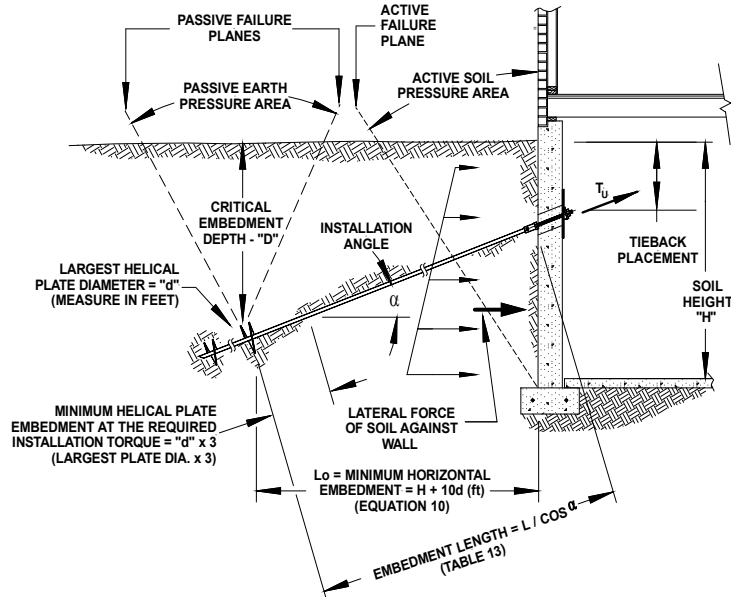 PASSIVE FAILURE
PLANES
ACTIVE
FAILURE
PLANE
PASSIVE EARTH
PRESSURE AREA
ACTIVE SOIL
PRESSURE AREA
CRITICAL
EMBEDMENT
DEPTH - "D"
INSTALLATION
ANGLE
TU
TIEBACK
PLACEMENT
SOIL
HEIGHT
"H"
LARGEST HELICAL
PLATE DIAMETER = "d"
(MEASURE IN FEET)
α
MINIMUM HELICAL PLATE
EMBEDMENT AT THE REQUIRED
INSTALLATION TORQUE = "d" x 3
(LARGEST PLATE DIA. x 3)
LATERAL FORCE
OF SOIL AGAINST
WALL
Lo = MINIMUM HORIZONTAL
EMBEDMENT = H + 10d (ft)
(EQUATION 10)
EMBEDMENT LENGTH = L / COS α
(TABLE 13)